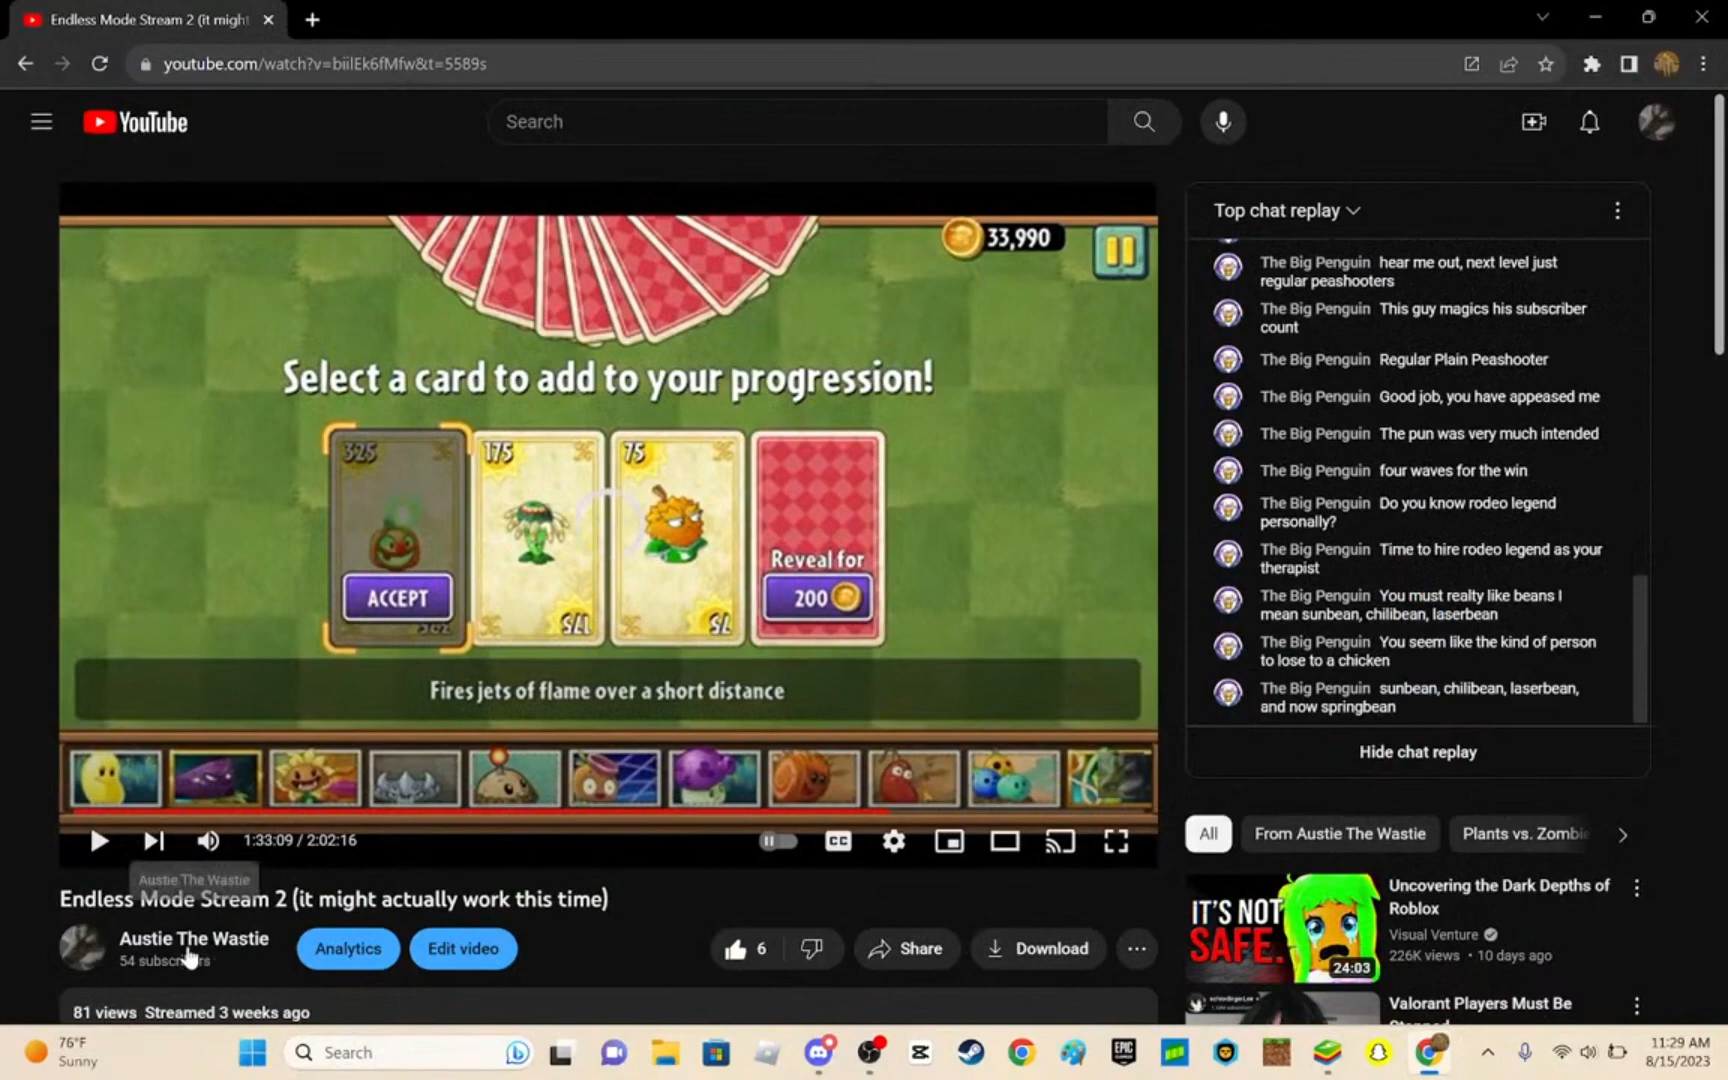 Endless Mode Stream 2 (it might
youtube.com/watch?v=biilEk6fMfw&t=5589s
YouTube
Search
33,990
Select a card to add to your progression!
325
175
75
ACCEPT
Reveal for
200
175
75
Fires jets of flame over a short distance
1:33:09 / 2:02:16
CC
Austie The Wastie
Endless Mode Stream 2 (it might actually work this time)
Austie The Wastie
54 subscribers
Analytics
Edit video
6
Share
Download
81 views Streamed 3 weeks ago
Top chat replay
The Big Penguin hear me out, next level just
regular peashooters
The Big Penguin This guy magics his subscriber
count
The Big Penguin Regular Plain Peashooter
The Big Penguin Good job, you have appeased me
The Big Penguin The pun was very much intended
The Big Penguin four waves for the win
The Big Penguin Do you know rodeo legend
personally?
The Big Penguin Time to hire rodeo legend as your
therapist
The Big Penguin You must realty like beans I
mean sunbean, chilibean, laserbean
The Big Penguin You seem like the kind of person
to lose to a chicken
The Big Penguin sunbean, chilibean, laserbean,
and now springbean
Hide chat replay
All
From Austie The Wastie
Plants vs. Zombie
IT'S NOT
SAFE.
24:03
Uncovering the Dark Depths of
Roblox
Visual Venture
226K views • 10 days ago
Valorant Players Must Be
76°F
Sunny
Search
EPIC
GAMES
11:29 AM
8/15/2023